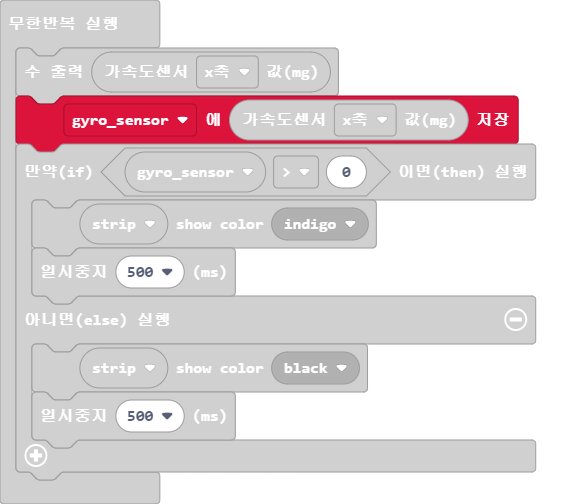 무한반복 실행
수 출력 가속도센서 x축 값(mg)
gyro_sensor 에 가속도센서 x축 값(mg) 저장
만약(if) gyro_sensor > 0 이면(then) 실행
strip show color indigo
일시중지 500 (ms)
아니면(else) 실행
strip show color black
일시중지 500 (ms)